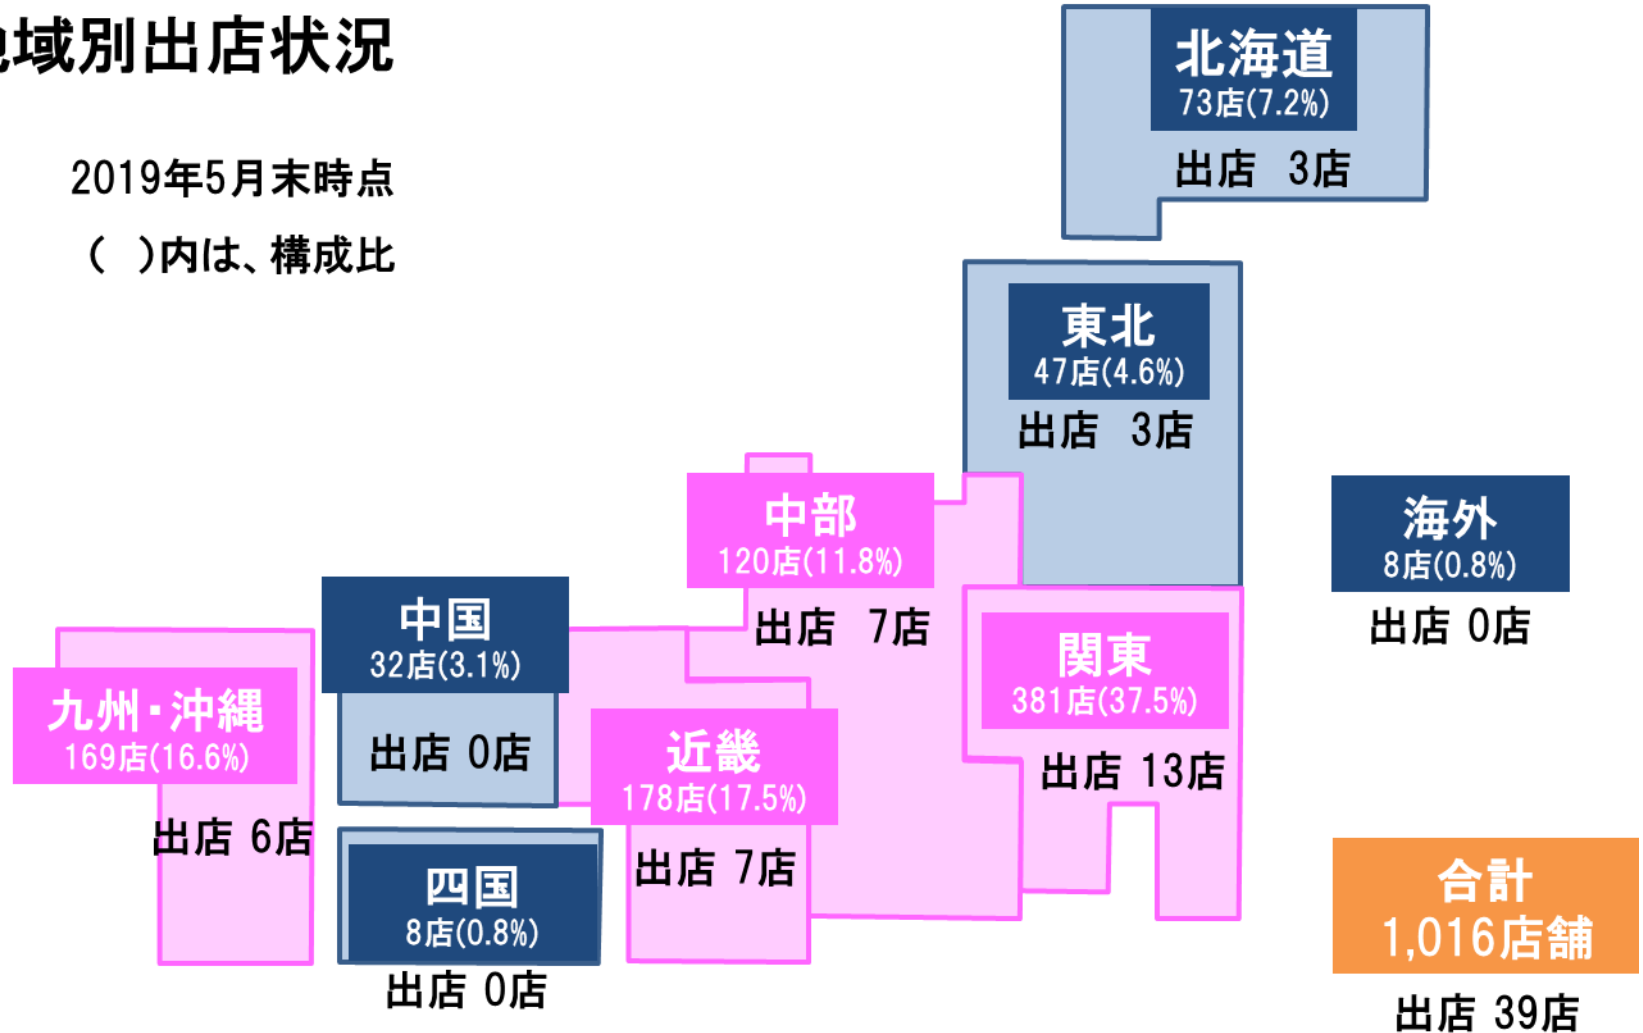 域別出店状況
2019年5月末時点
（　）内は、構成比
北海道
73店(7.2%)
出店　3店
東北
47店(4.6%)
出店　3店
中部
120店(11.8%)
出店　7店
海外
8店(0.8%)
出店 0店
中国
32店(3.1%)
出店 0店
関東
381店(37.5%)
出店 13店
九州・沖縄
169店(16.6%)
出店 6店
近畿
178店(17.5%)
出店 7店
四国
8店(0.8%)
出店 0店
合計
1,016店舗
出店 39店